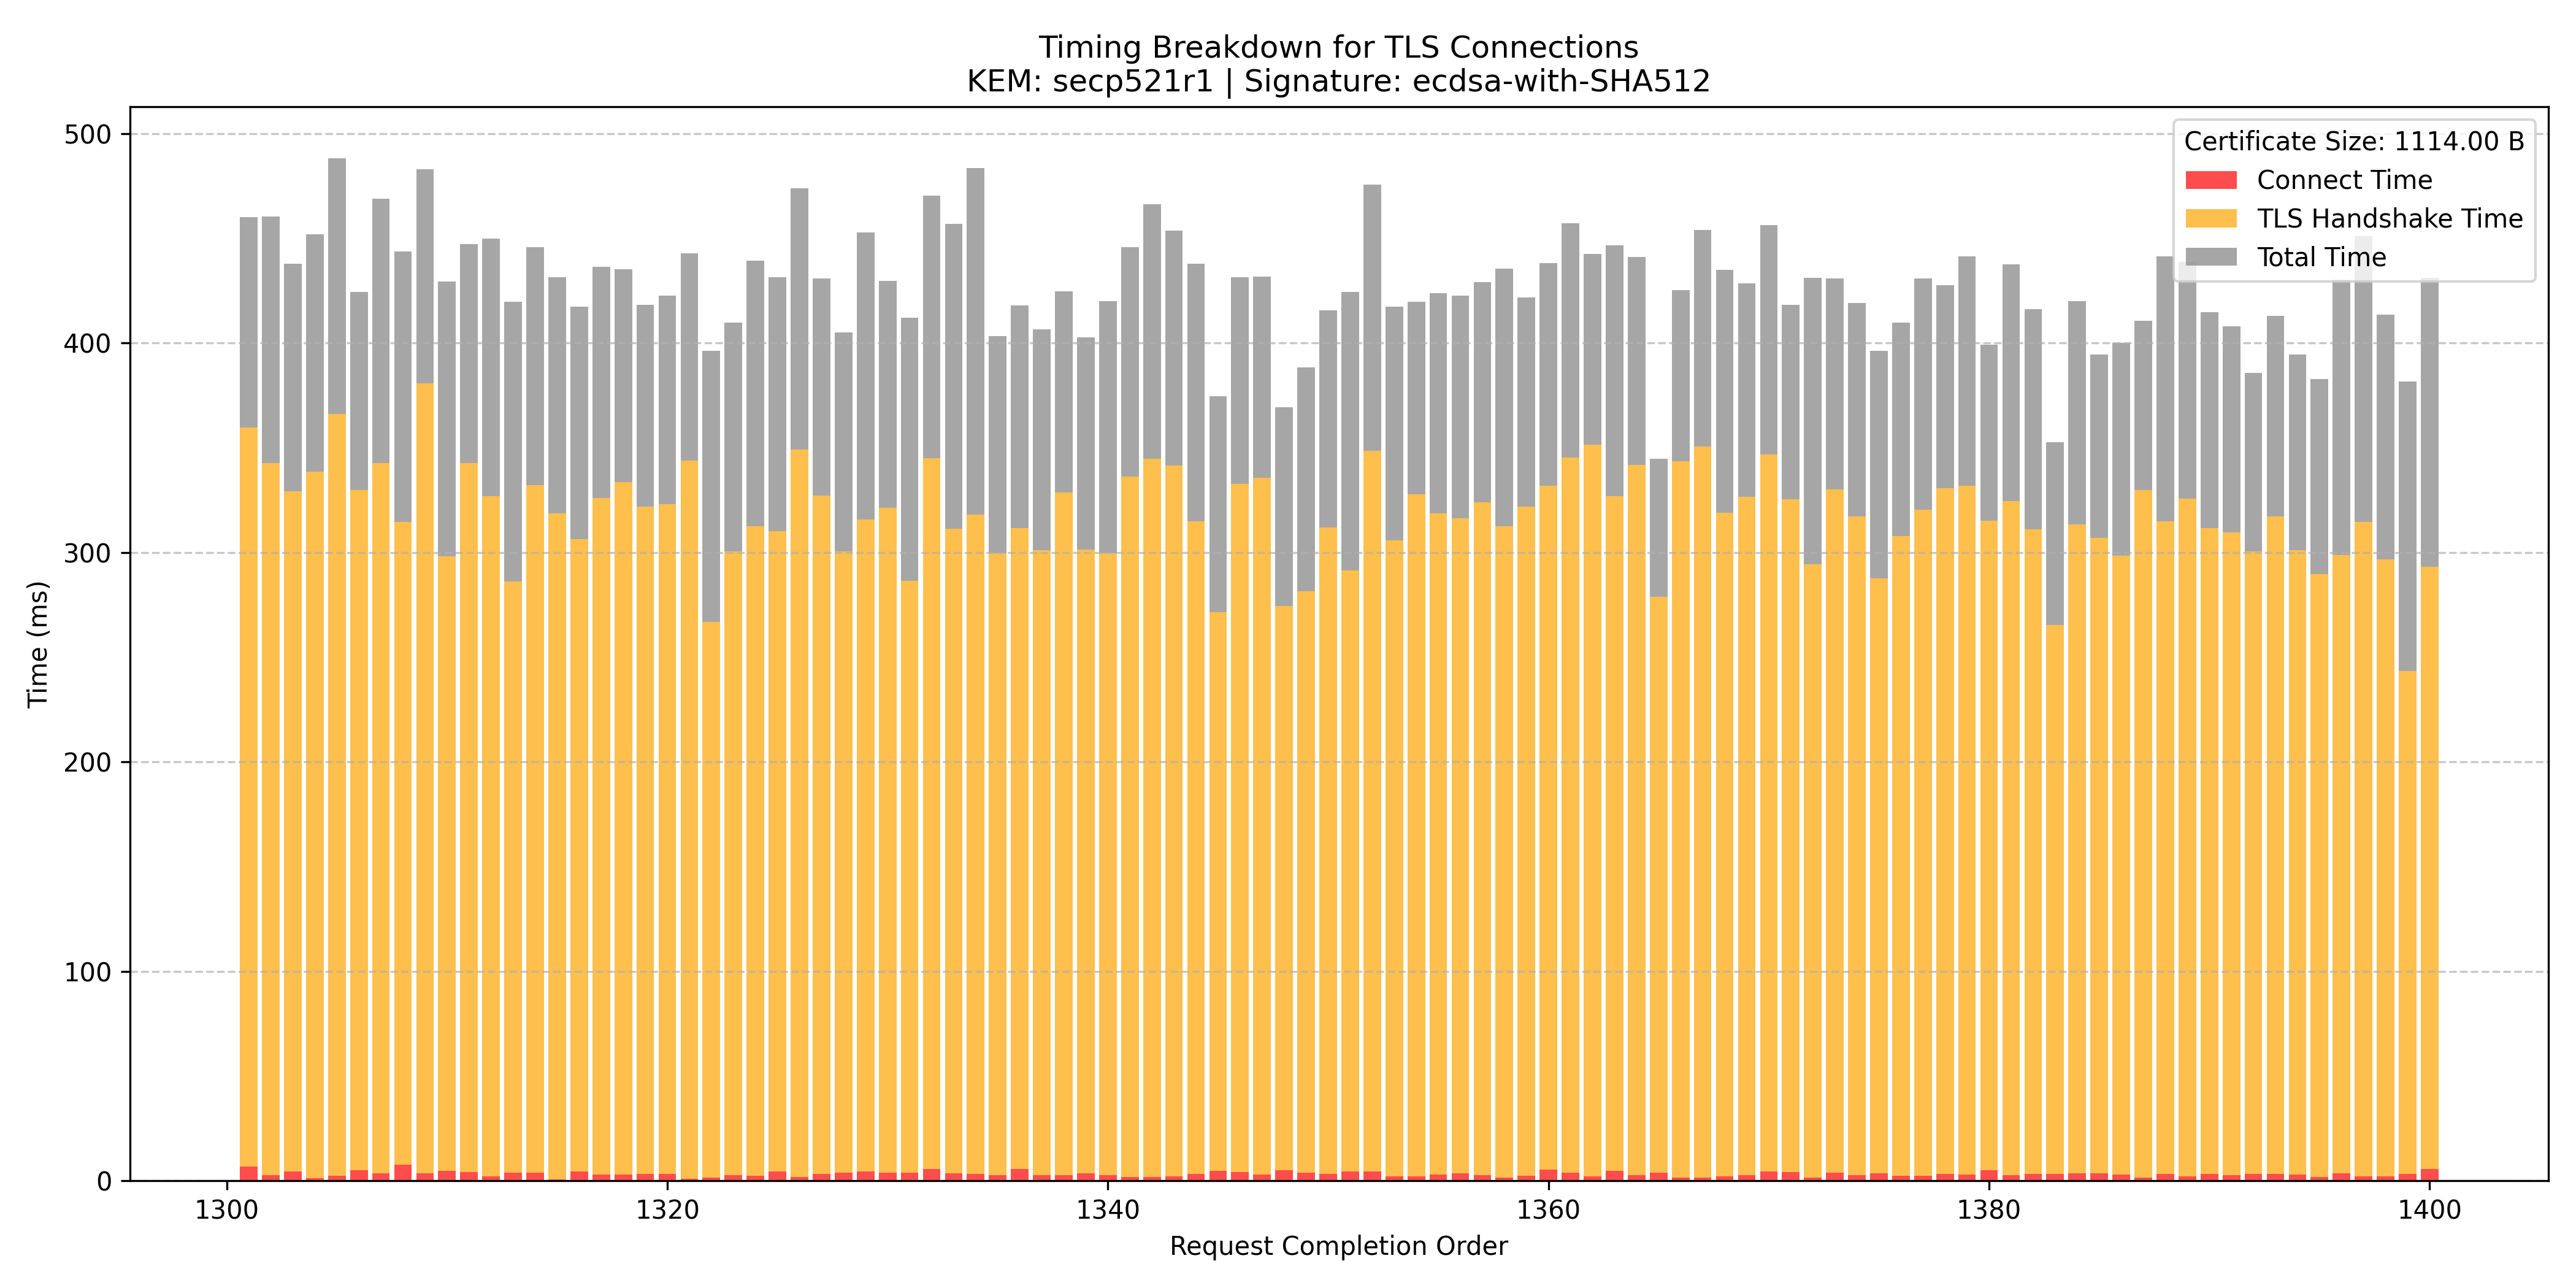 Timing Breakdown for TLS Connections
KEM: secp521r1 | Signature: ecdsa-with-SHA512
Certificate Size: 1114.00 B
Connect Time
TLS Handshake Time
Total Time
Time (ms)
500
400
300
200
100
0
1300 1320 1340 1360 1380 1400
Request Completion Order